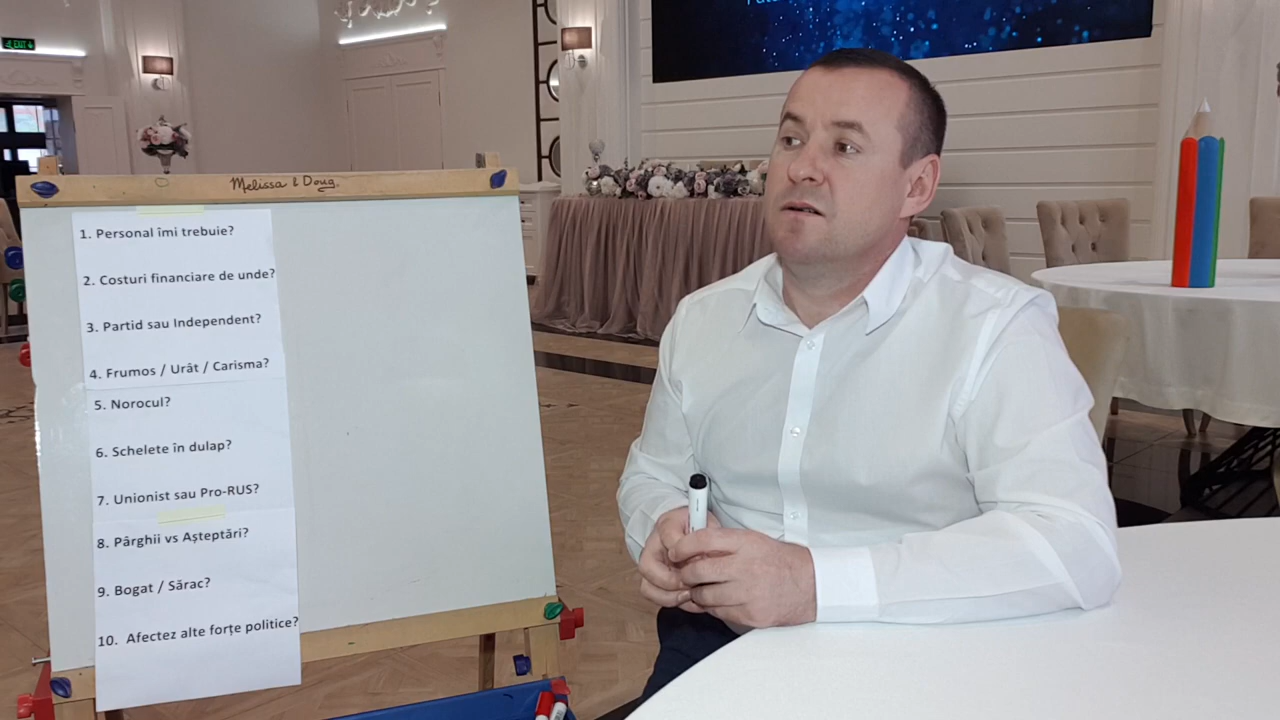 EXIT
Melissa & Doug
1. Personal îmi trebuie?
2. Costuri financiare de unde?
3. Partid sau Independent?
4. Frumos / Urât / Carisma?
5. Norocul?
6. Schelete în dulap?
7. Unionist sau Pro-RUS?
8. Pârghii vs Așteptări?
9. Bogat / Sărac?
10. Afectez alte forțe politice?